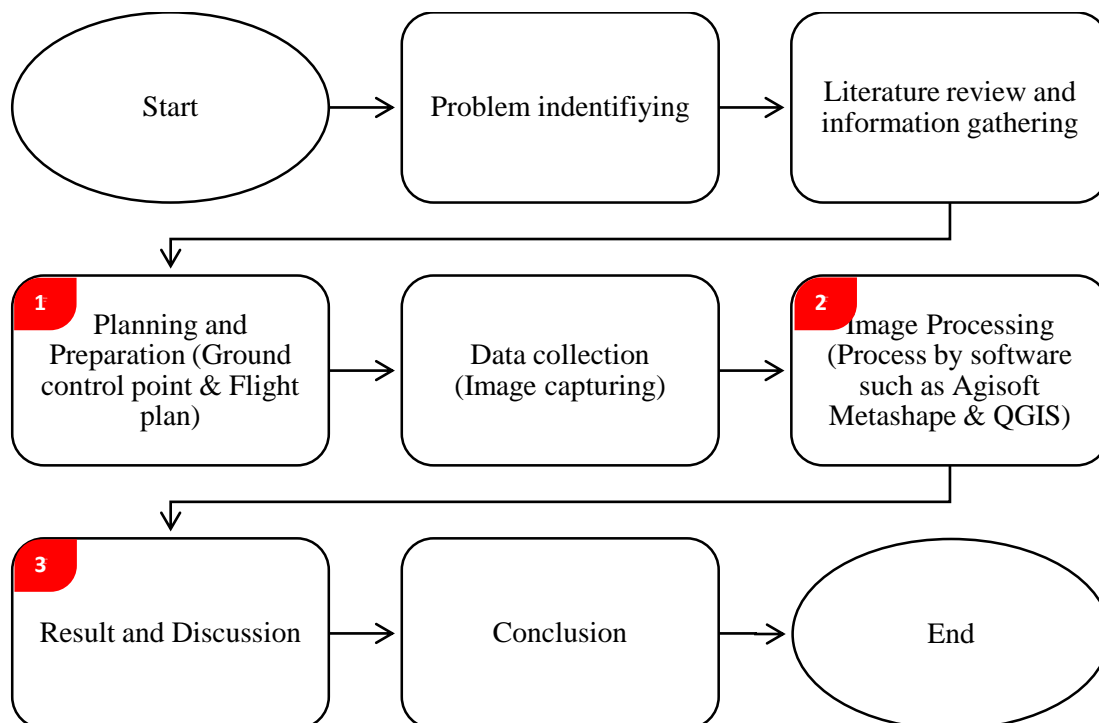 Start
Problem indentifiying
Literature review and
information gathering
1
Planning and
Preparation (Ground
control point & Flight
plan)
Data collection
(Image capturing)
2
Image Processing
(Process by software
such as Agisoft
Metashape & QGIS)
3
Result and Discussion
Conclusion
End